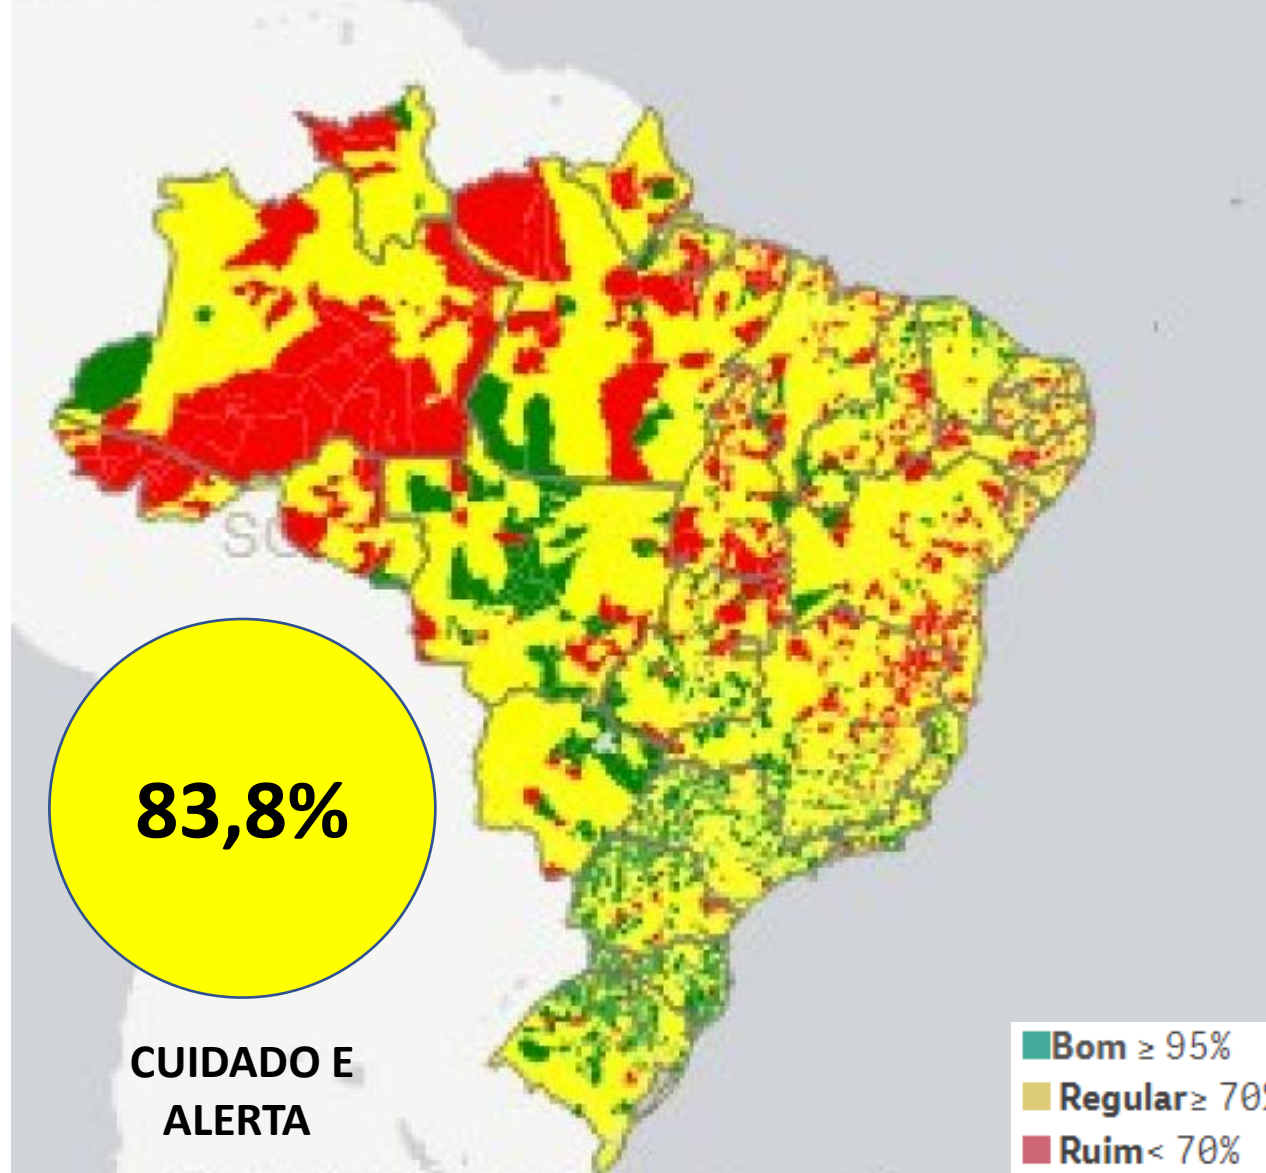 83,8%
CUIDADO E
ALERTA
Bom ≥ 95%
Regular ≥ 70%
Ruim < 70%